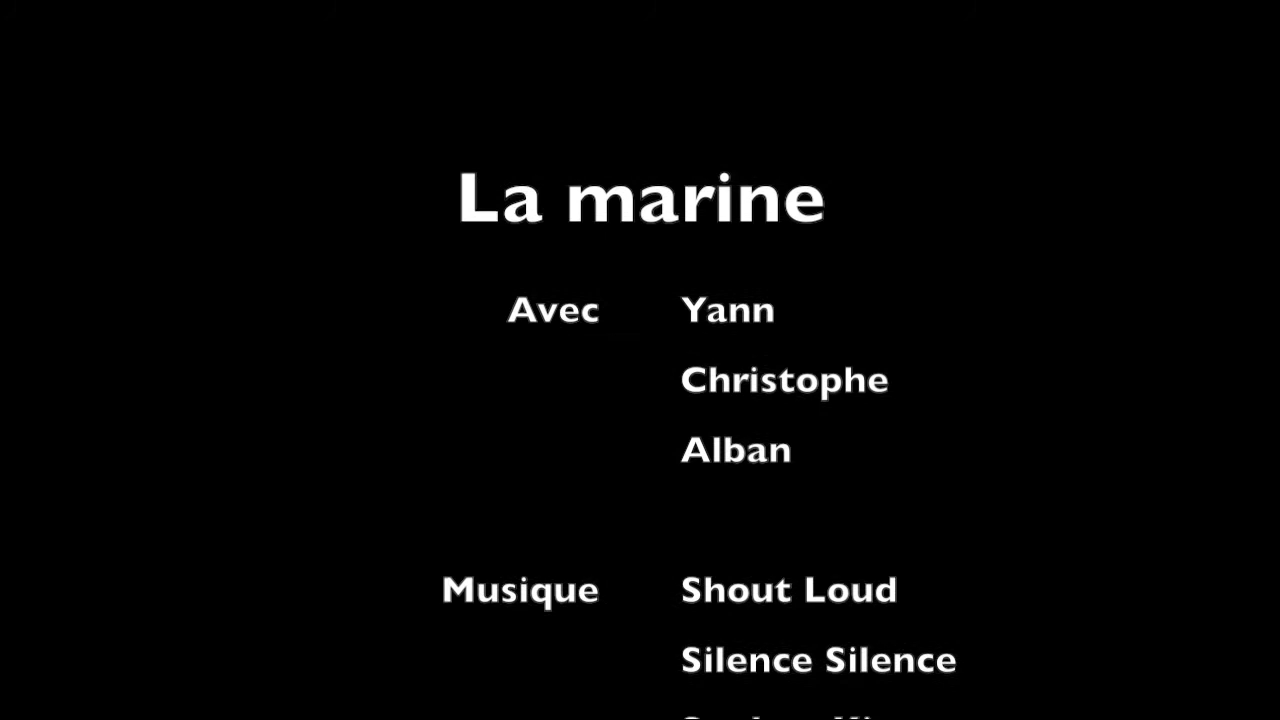 La marine
Avec Yann
Christophe
Alban
Musique Shout Loud
Silence Silence